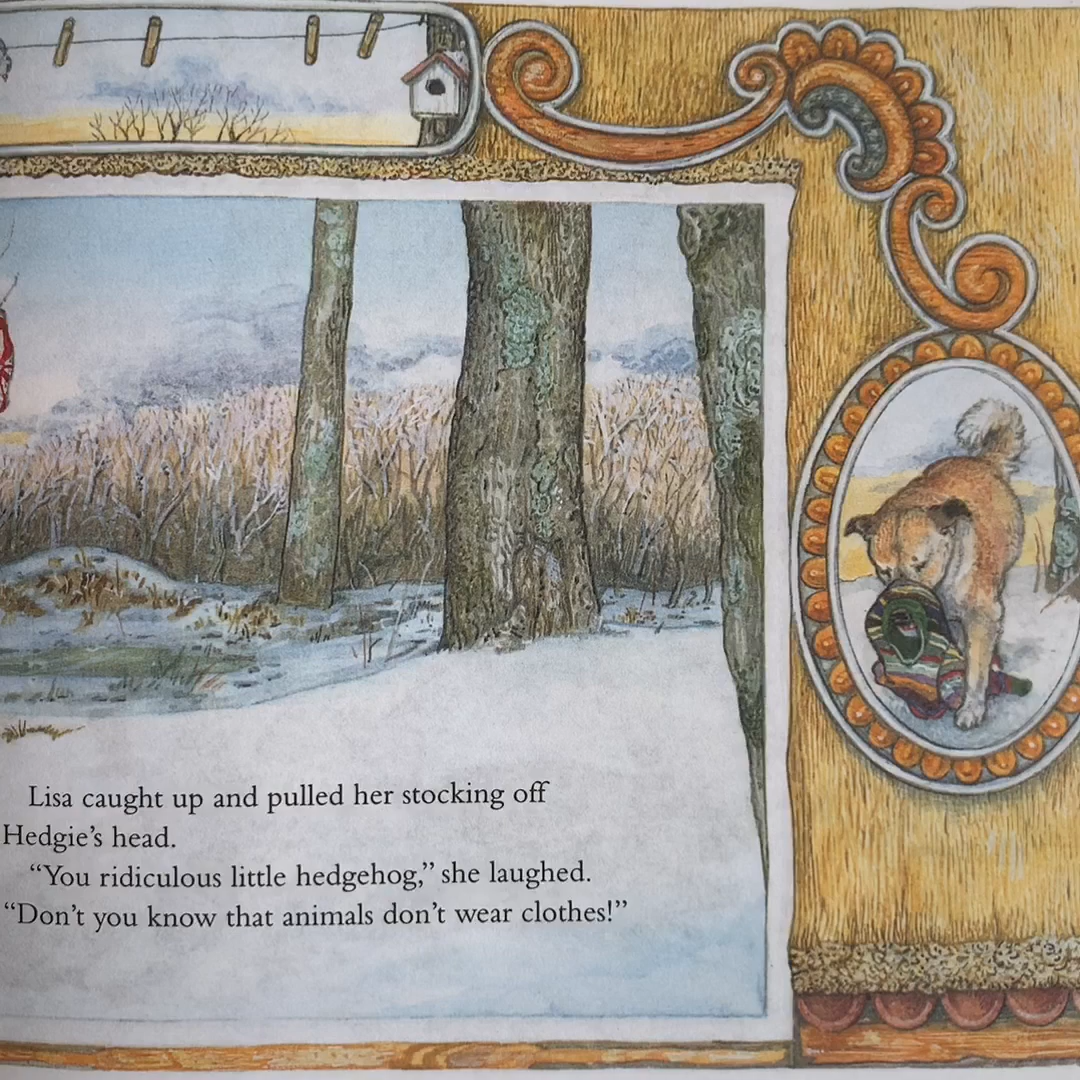 Lisa caught up and pulled her stocking off
Hedgie’s head.
“You ridiculous little hedgehog,” she laughed.
“Don’t you know that animals don’t wear clothes!”